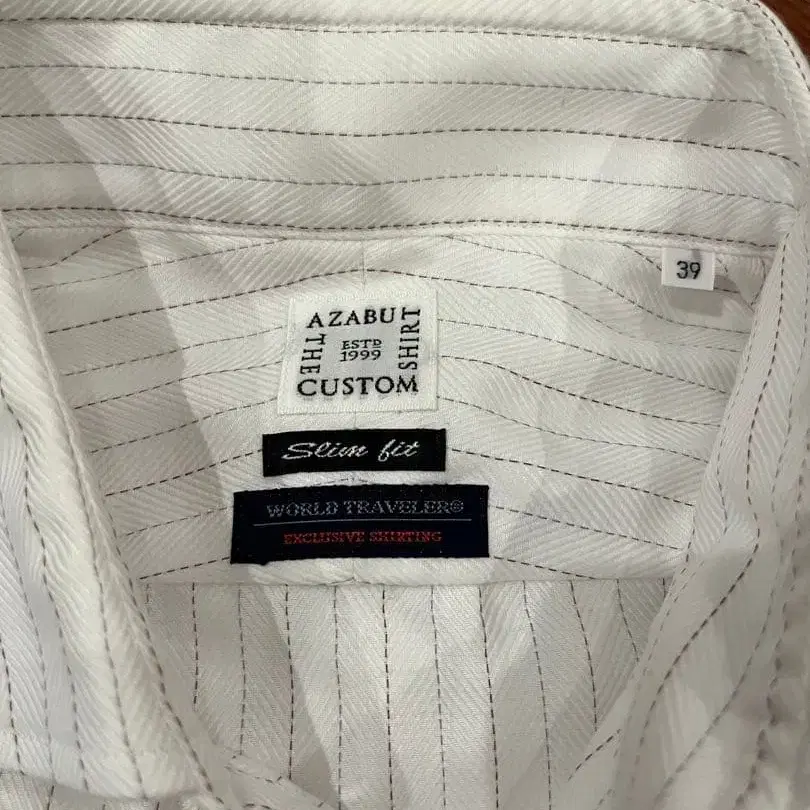 39
AZABU
THE
ESTD
1999
SHIRT
CUSTOM
Slim fit
WORLD TRAVELER®
EXCLUSIVE SHIRTING